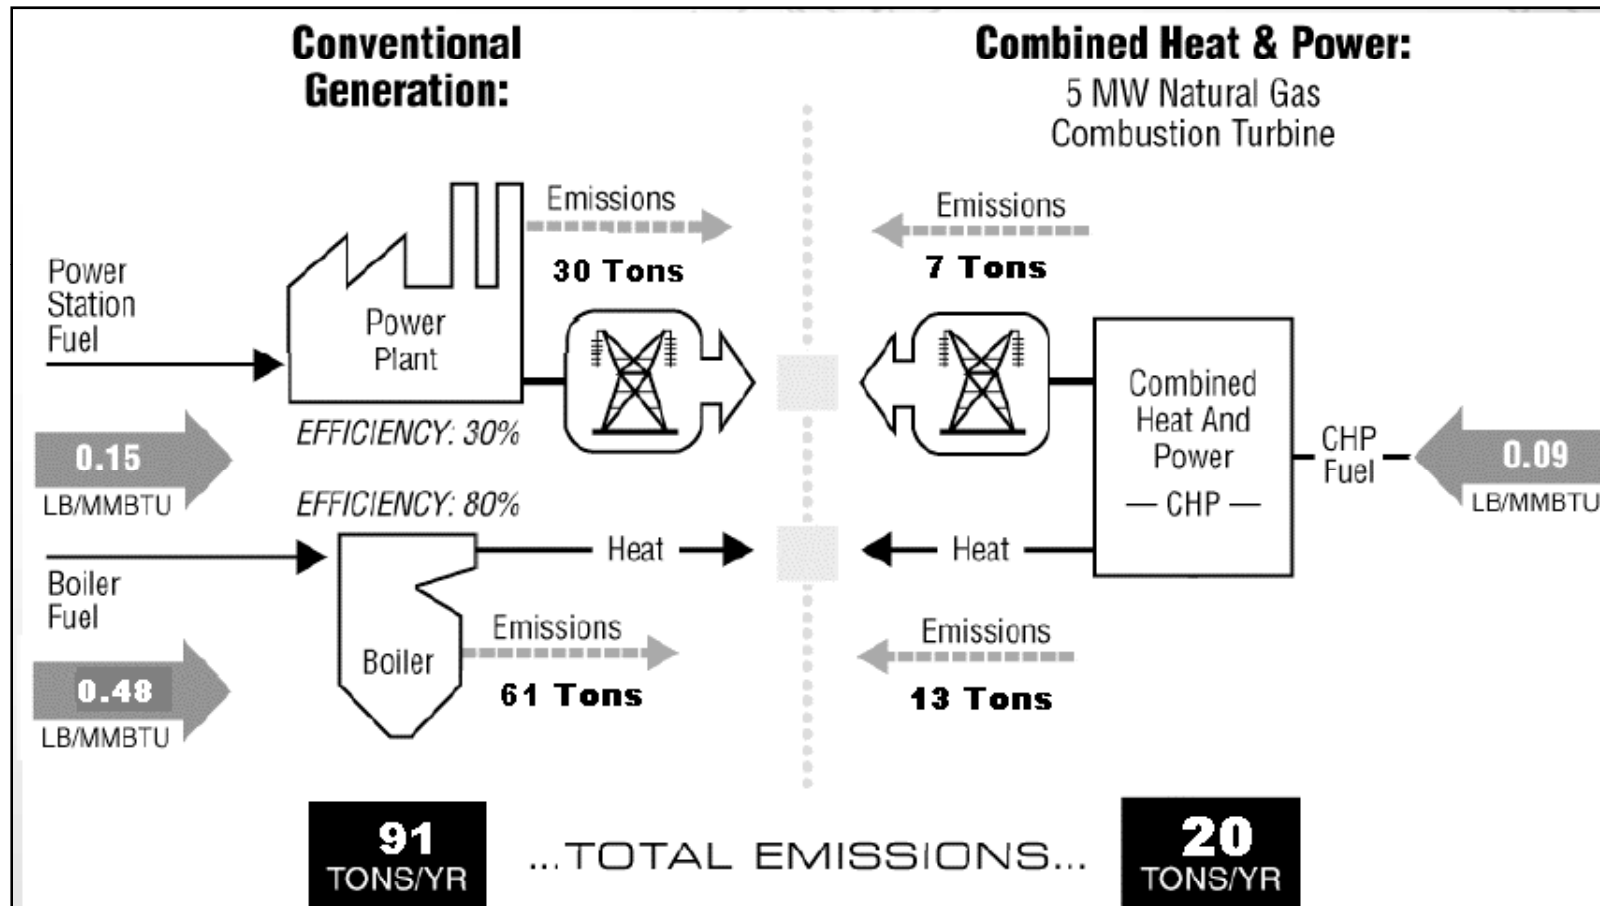 Conventional
Generation:
Combined Heat & Power:
5 MW Natural Gas
Combustion Turbine
Emissions
30 Tons
Emissions
7 Tons
Power
Station
Fuel
Power
Plant
EFFICIENCY: 30%
0.15
LB/MMBTU
EFFICIENCY: 80%
Combined
Heat And
Power
— CHP —
CHP
Fuel
0.09
LB/MMBTU
Heat
Heat
Boiler
Fuel
Boiler
Emissions
61 Tons
Emissions
13 Tons
0.48
LB/MMBTU
91
TONS/YR
...TOTAL EMISSIONS...
20
TONS/YR